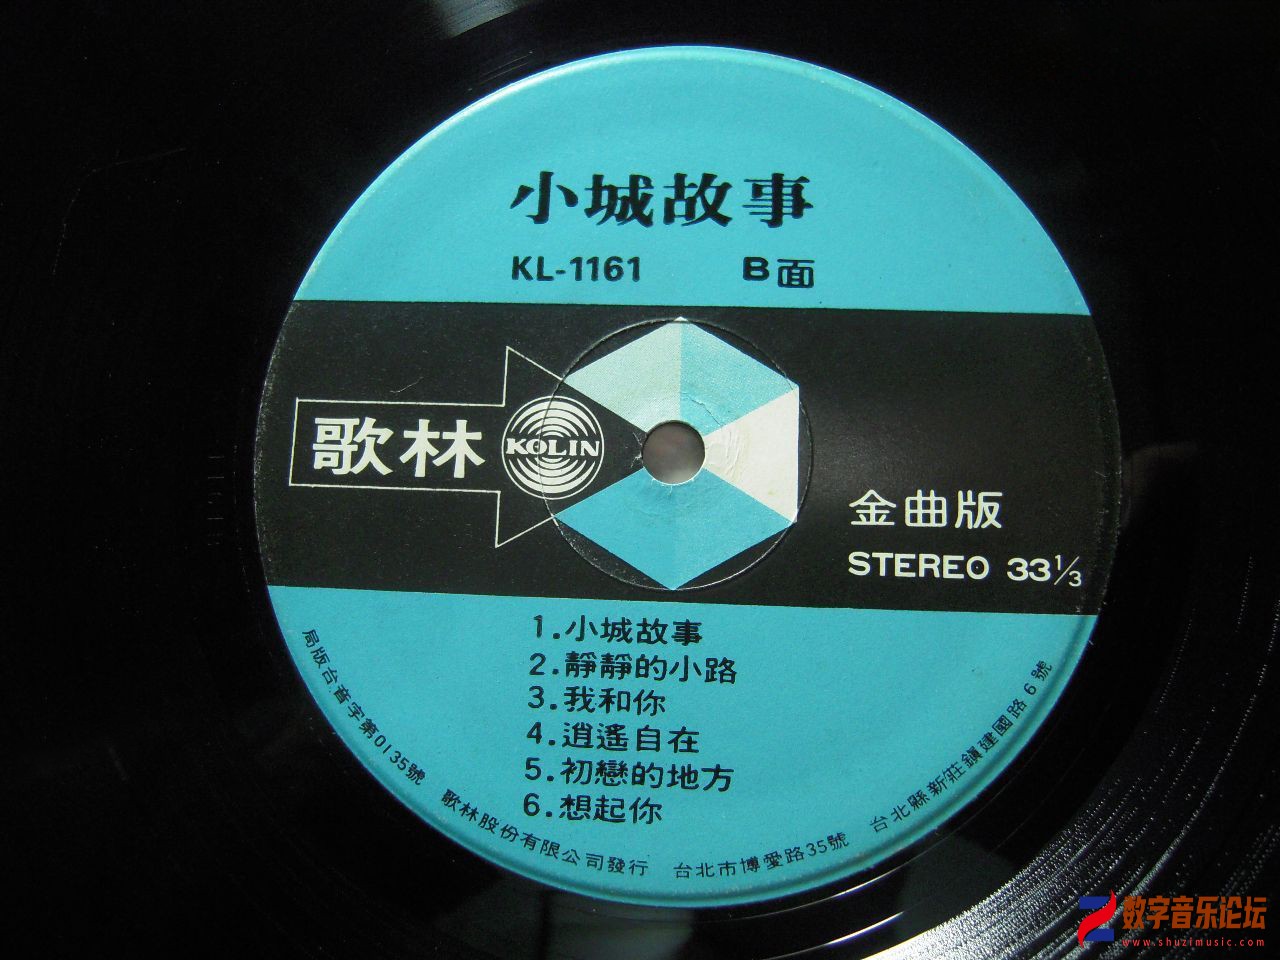 小城故事
KL-1161 B面
歌林 KOLIN
金曲版
STEREO 33⅓
1.小城故事
2.靜靜的小路
3.我和你
4.逍遙自在
5.初戀的地方
6.想起你
局版台音字第0135號 歌林股份有限公司發行 台北市博愛路35號 台北縣新莊鎮建國路6號
数字音乐论坛
www.shuzimusic.com